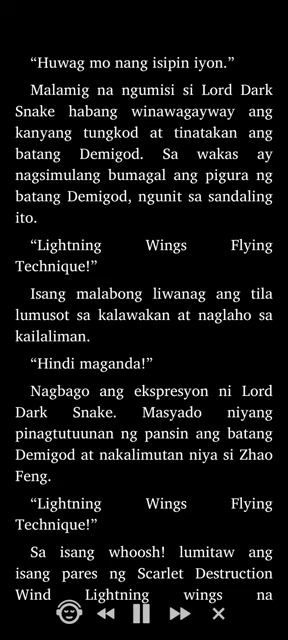 “Huwag mo nang isipin iyon.”
Malamig na ngumisi si Lord Dark
Snake habang winawagayway ang
kanyang tungkod at tinatakan ang
batang Demigod. Sa wakas ay
nagsimulang bumagal ang pigura ng
batang Demigod, ngunit sa sandaling
ito.
“Lightning Wings Flying
Technique!”
Isang malabong liwanag ang tila
lumusot sa kalawakan at naglaho sa
kailaliman.
“Hindi maganda!”
Nagbago ang ekspresyon ni Lord
Dark Snake. Masyado niyang
pinagtutuunan ng pansin ang batang
Demigod at nakalimutan niya si Zhao
Feng.
“Lightning Wings Flying
Technique!”
Sa isang whoosh! lumitaw ang
isang pares ng Scarlet Destruction
Wind Lightning wings na